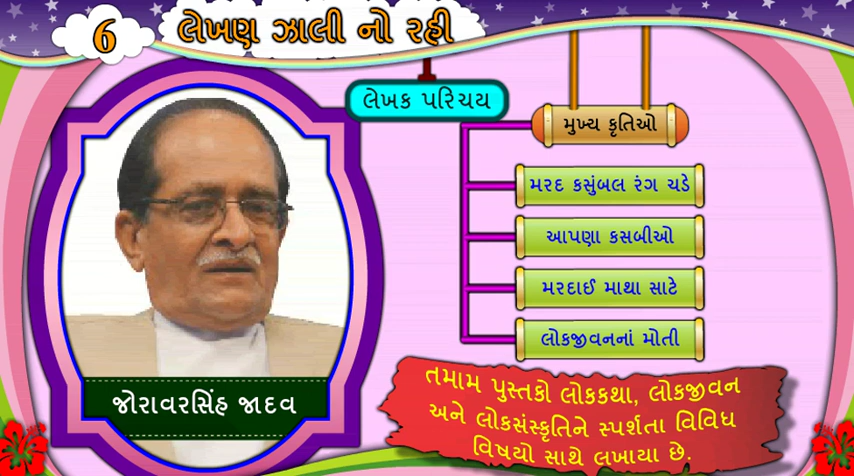 6
લેખણ ઝાલી નો રહી
લેખક પરિચય
મુખ્ય કૃતિઓ
મરદ કસુંબલ રંગ ચડે
આપણા કસબીઓ
મરદાઈ માથા સાટે
લોકજીવનનાં મોતી
જોરાવરસિંહ જાદવ
તમામ પુસ્તકો લોકકથા, લોકજીવન
અને લોકસંસ્કૃતિને સ્પર્શતા વિવિધ
વિષયો સાથે લખાયા છે.